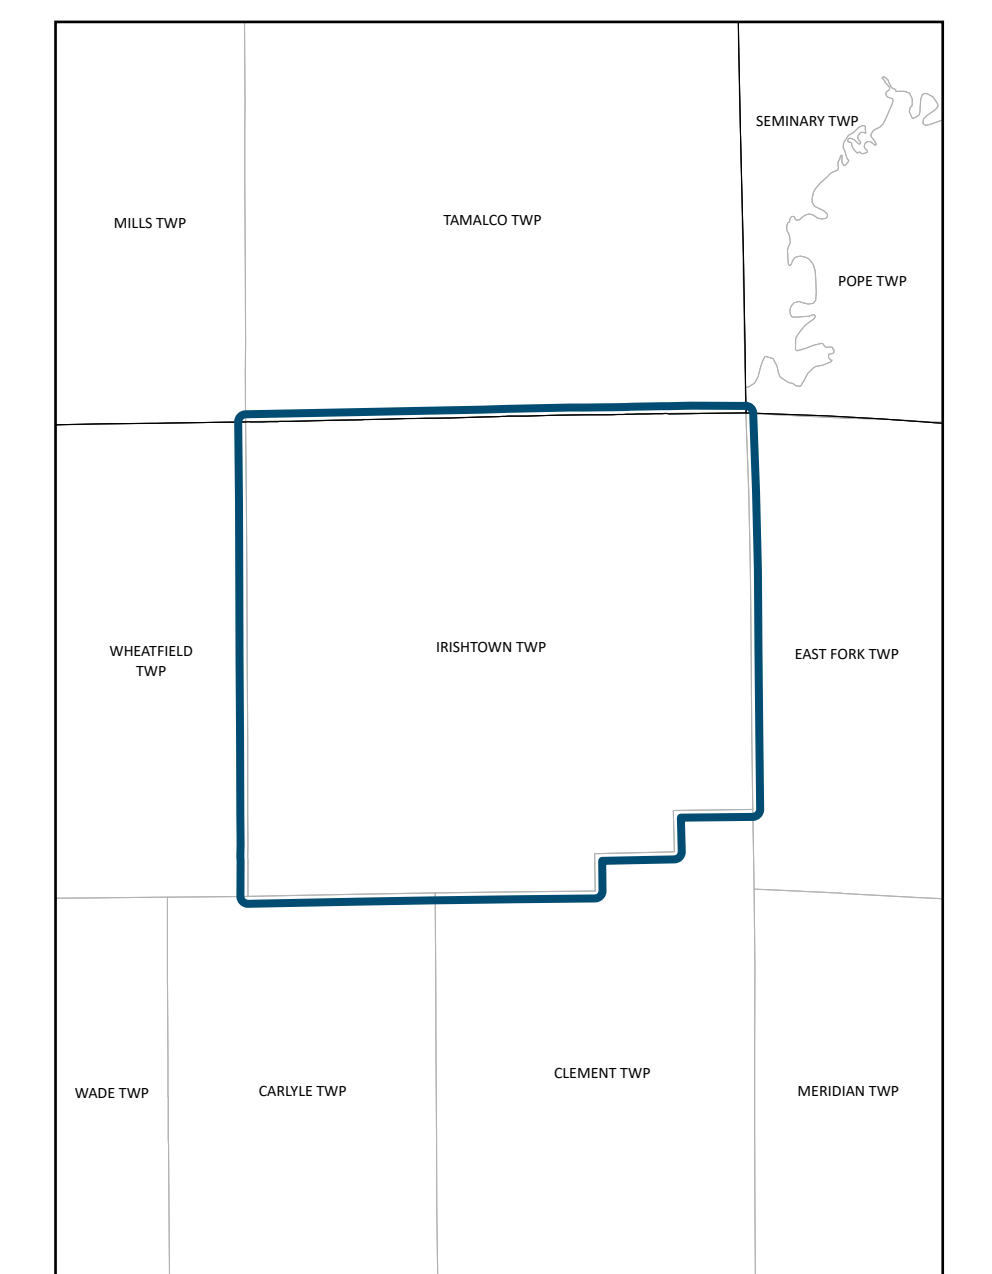 SEMINARY TWP
MILLS TWP
TAMALCO TWP
POPE TWP
WHEATFIELD
TWP
IRISHTOWN TWP
EAST FORK TWP
WADE TWP
CARLYLE TWP
CLEMENT TWP
MERIDIAN TWP